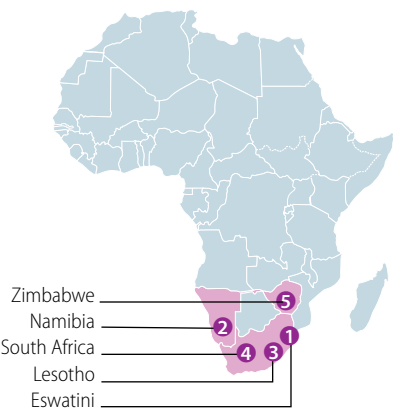 Zimbabwe
5
Namibia
2
1
South Africa
4
3
Lesotho
Eswatini